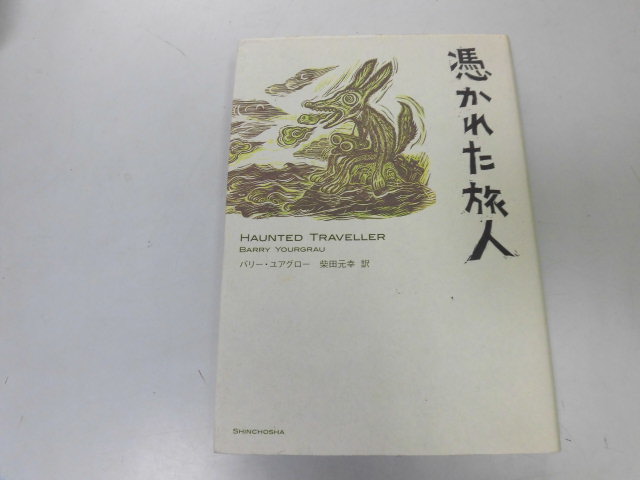 憑かれた旅人
HAUNTED TRAVELLER
BARRY YOURGRAU
バリー・ユアグロー 柴田元幸 訳
SHINCHOSHA